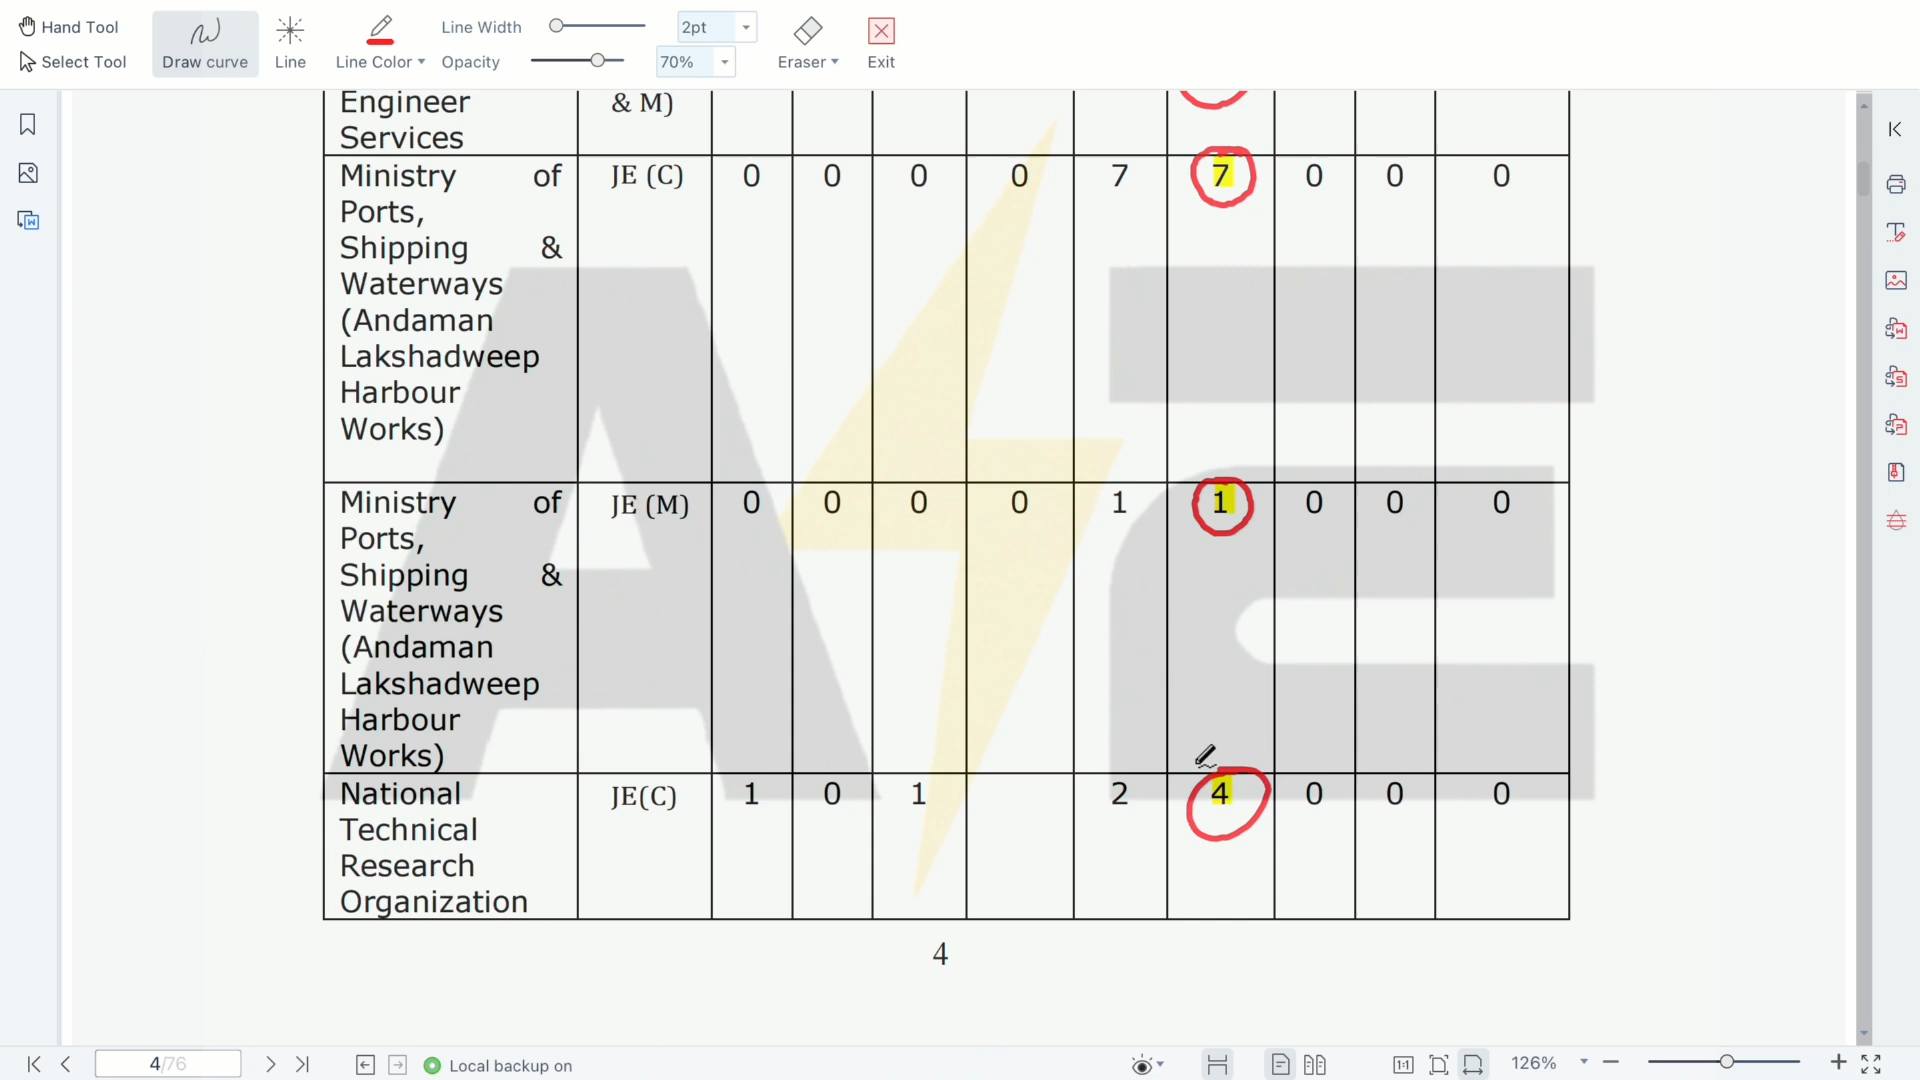 Hand Tool
Select Tool
Draw curve
Line
Line Color
Line Width
2pt
Opacity
70%
Eraser
Exit
Engineer Services
& M)
Ministry of
Ports,
Shipping &
Waterways
(Andaman
Lakshadweep
Harbour
Works)
JE (C) 0 0 0 0 7 7 0 0 0
Ministry of
Ports,
Shipping &
Waterways
(Andaman
Lakshadweep
Harbour
Works)
JE (M) 0 0 0 0 1 1 0 0 0
National
Technical
Research
Organization
JE(C) 1 0 1 2 4 0 0 0
4
4/76
Local backup on
1:1
126%